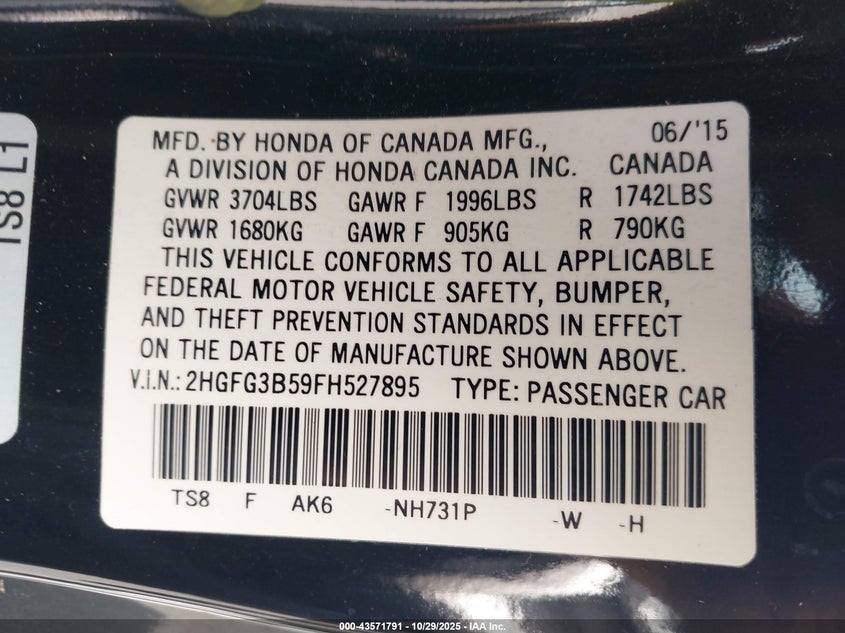 MFD. BY HONDA OF CANADA MFG., 06/'15
A DIVISION OF HONDA CANADA INC. CANADA
GVWR 3704LBS GAWR F 1996LBS R 1742LBS
GVWR 1680KG GAWR F 905KG R 790KG
THIS VEHICLE CONFORMS TO ALL APPLICABLE
FEDERAL MOTOR VEHICLE SAFETY, BUMPER,
AND THEFT PREVENTION STANDARDS IN EFFECT
ON THE DATE OF MANUFACTURE SHOWN ABOVE.
V.I.N.: 2HGFG3B59FH527895 TYPE: PASSENGER CAR
TS8 F AK6 -NH731P -W -H
TS8 L1
000-43571791 - 10/29/2025 - IAA Inc.